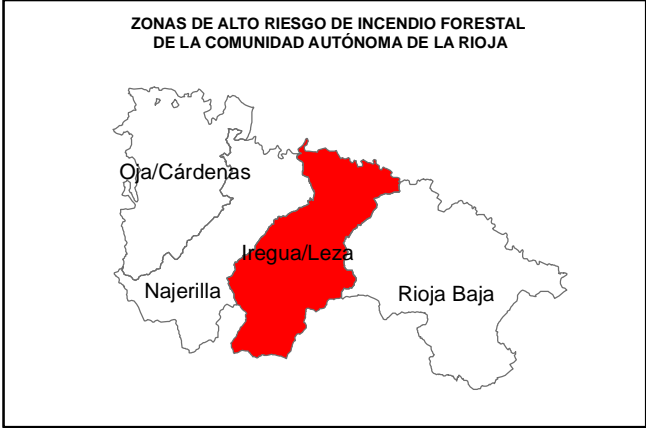 ZONAS DE ALTO RIESGO DE INCENDIO FORESTAL
DE LA COMUNIDAD AUTÓNOMA DE LA RIOJA
Oja/Cárdenas
Iregua/Leza
Najerilla
Rioja Baja